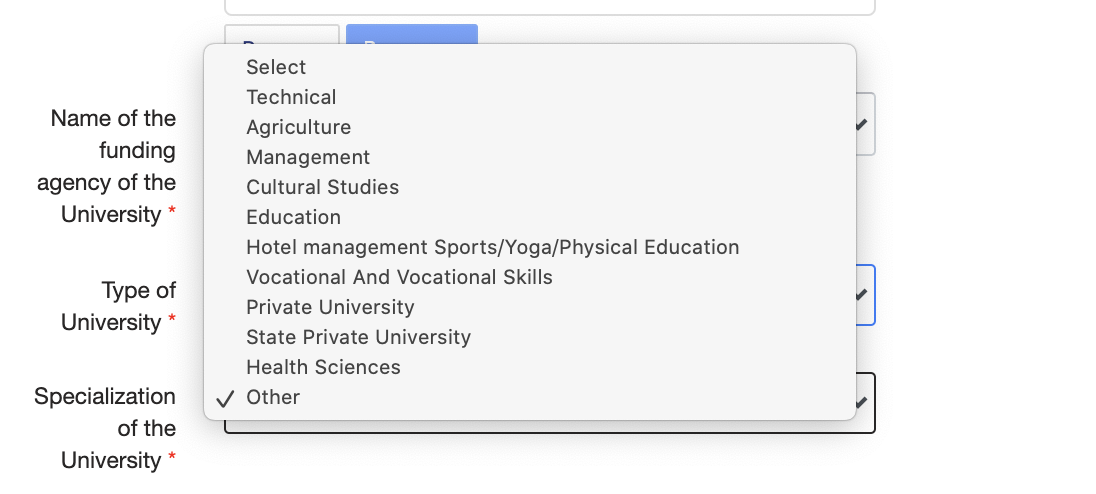 Name of the
funding
agency of the
University *
Type of
University *
Specialization
of the
University *
Select
Technical
Agriculture
Management
Cultural Studies
Education
Hotel management Sports/Yoga/Physical Education
Vocational And Vocational Skills
Private University
State Private University
Health Sciences
Other